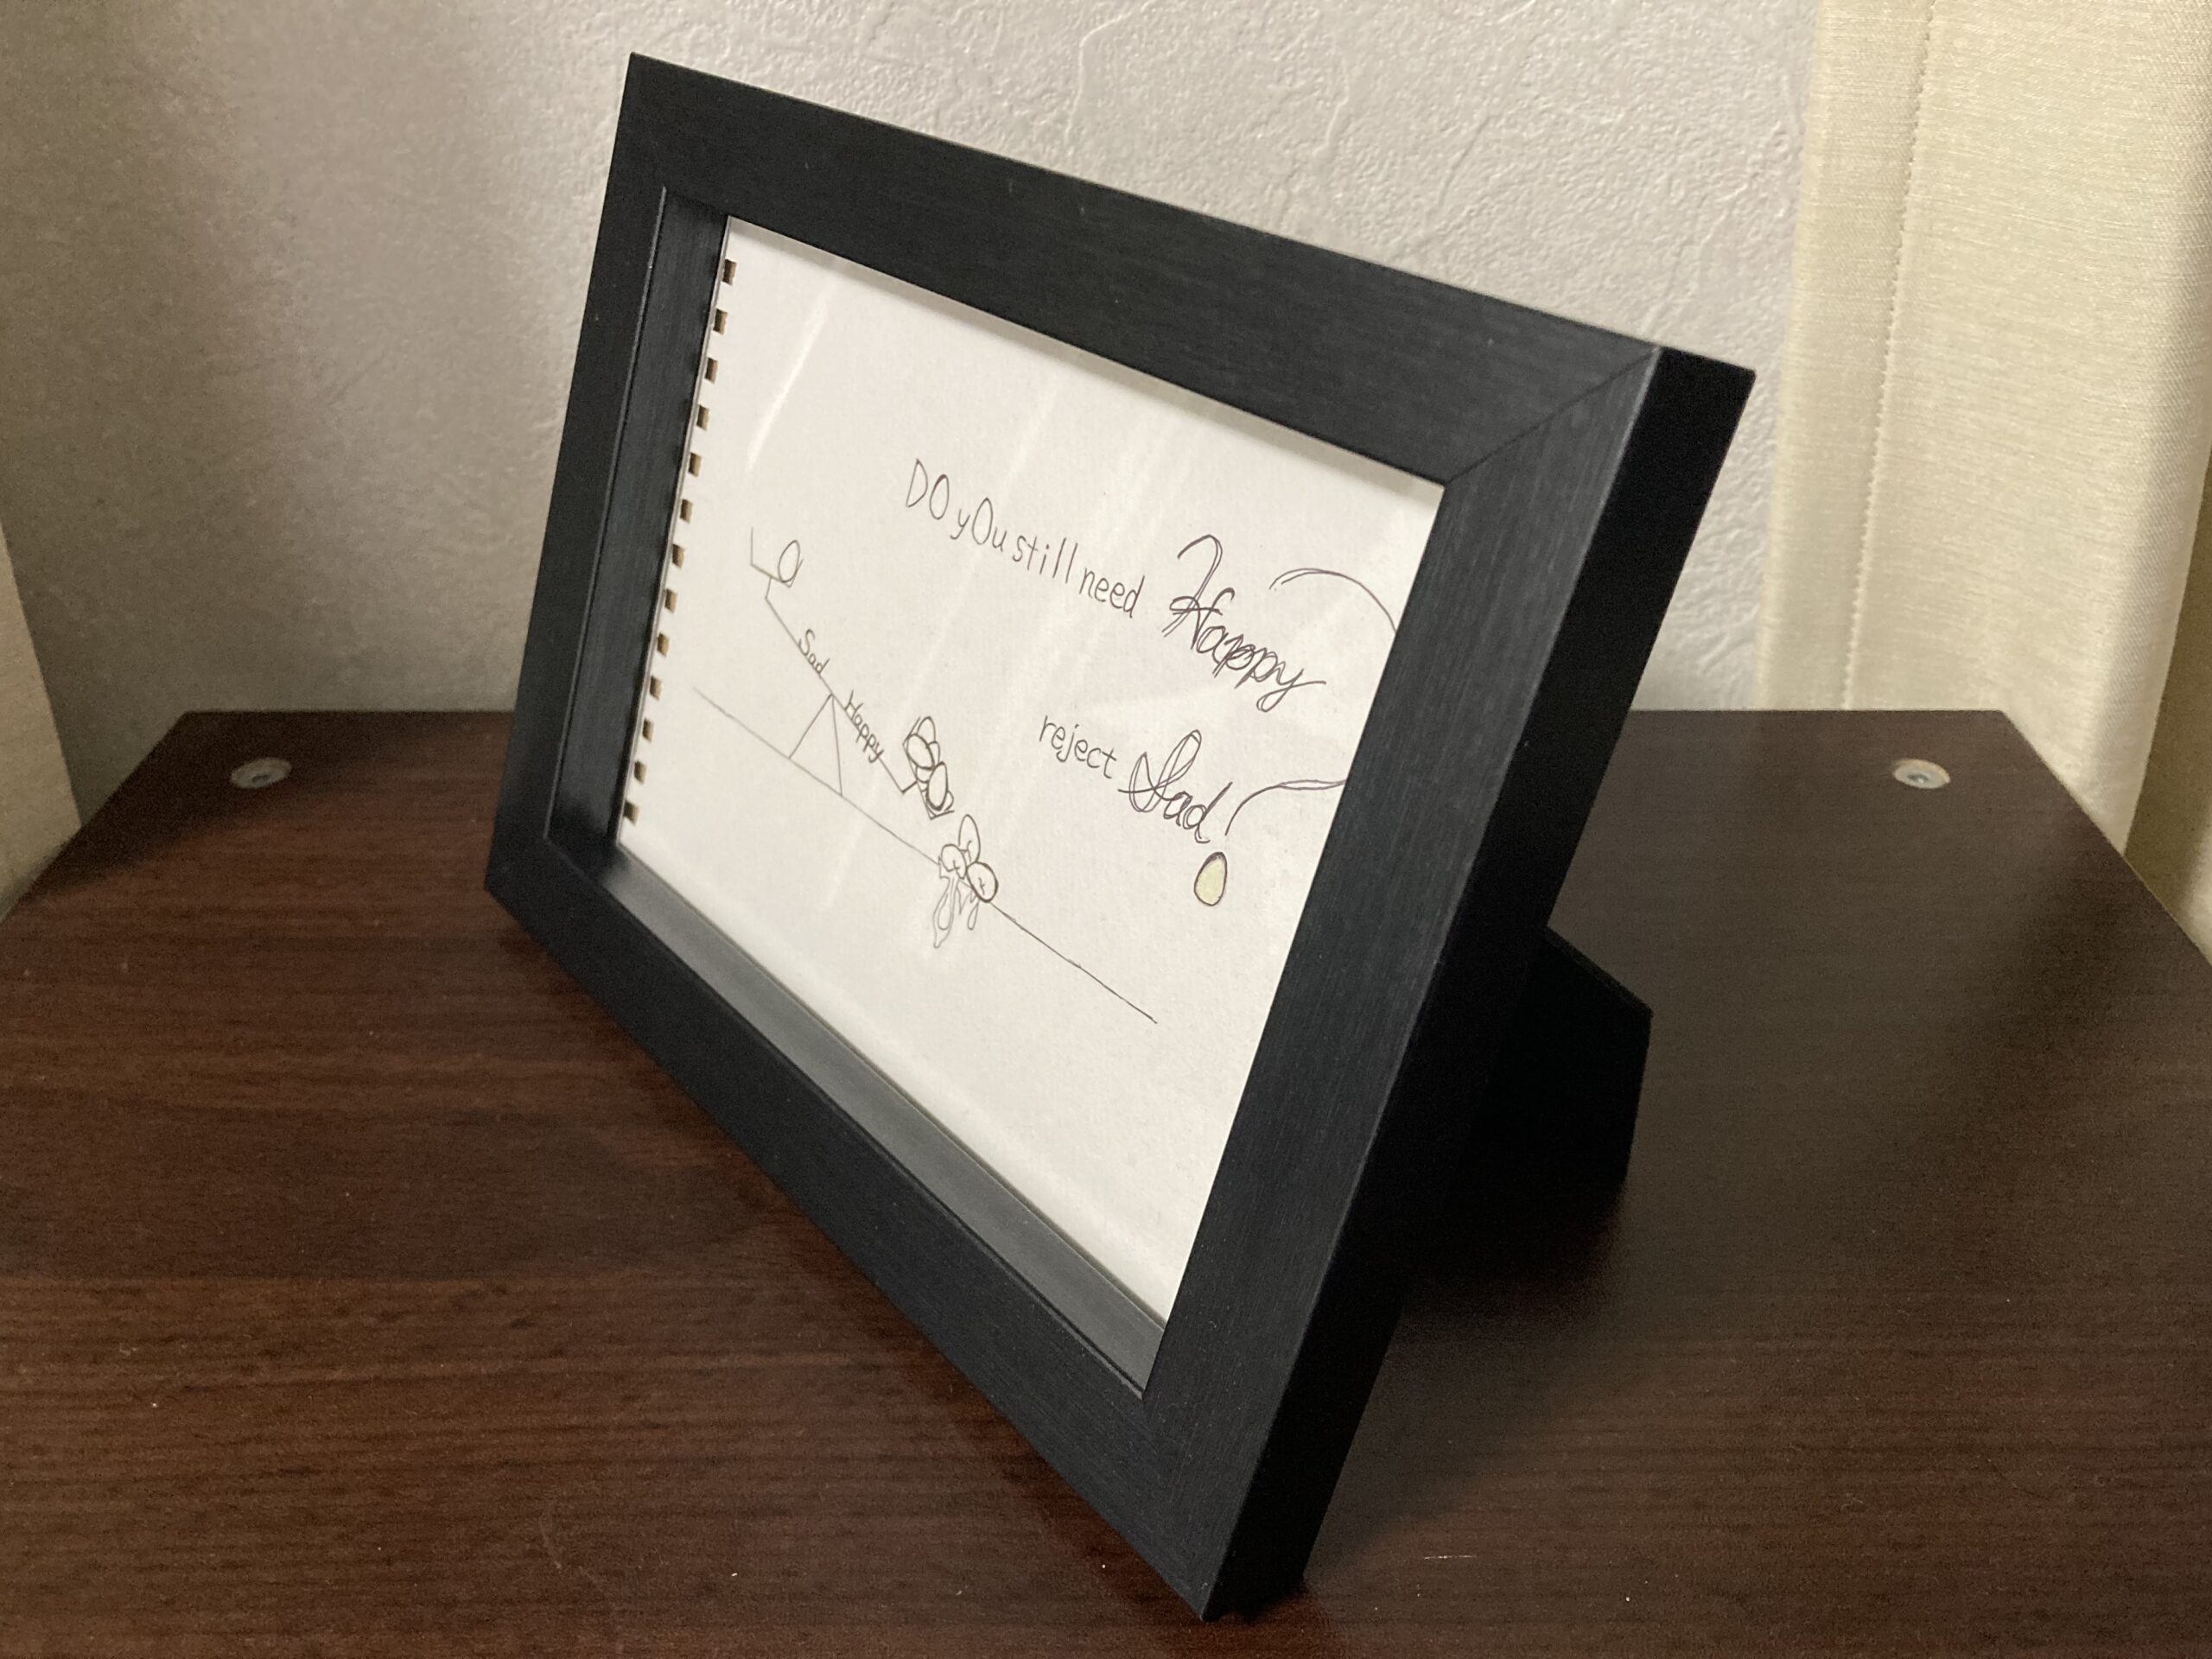 DO yOu still need Happy
reject Sad?
Sad Happy